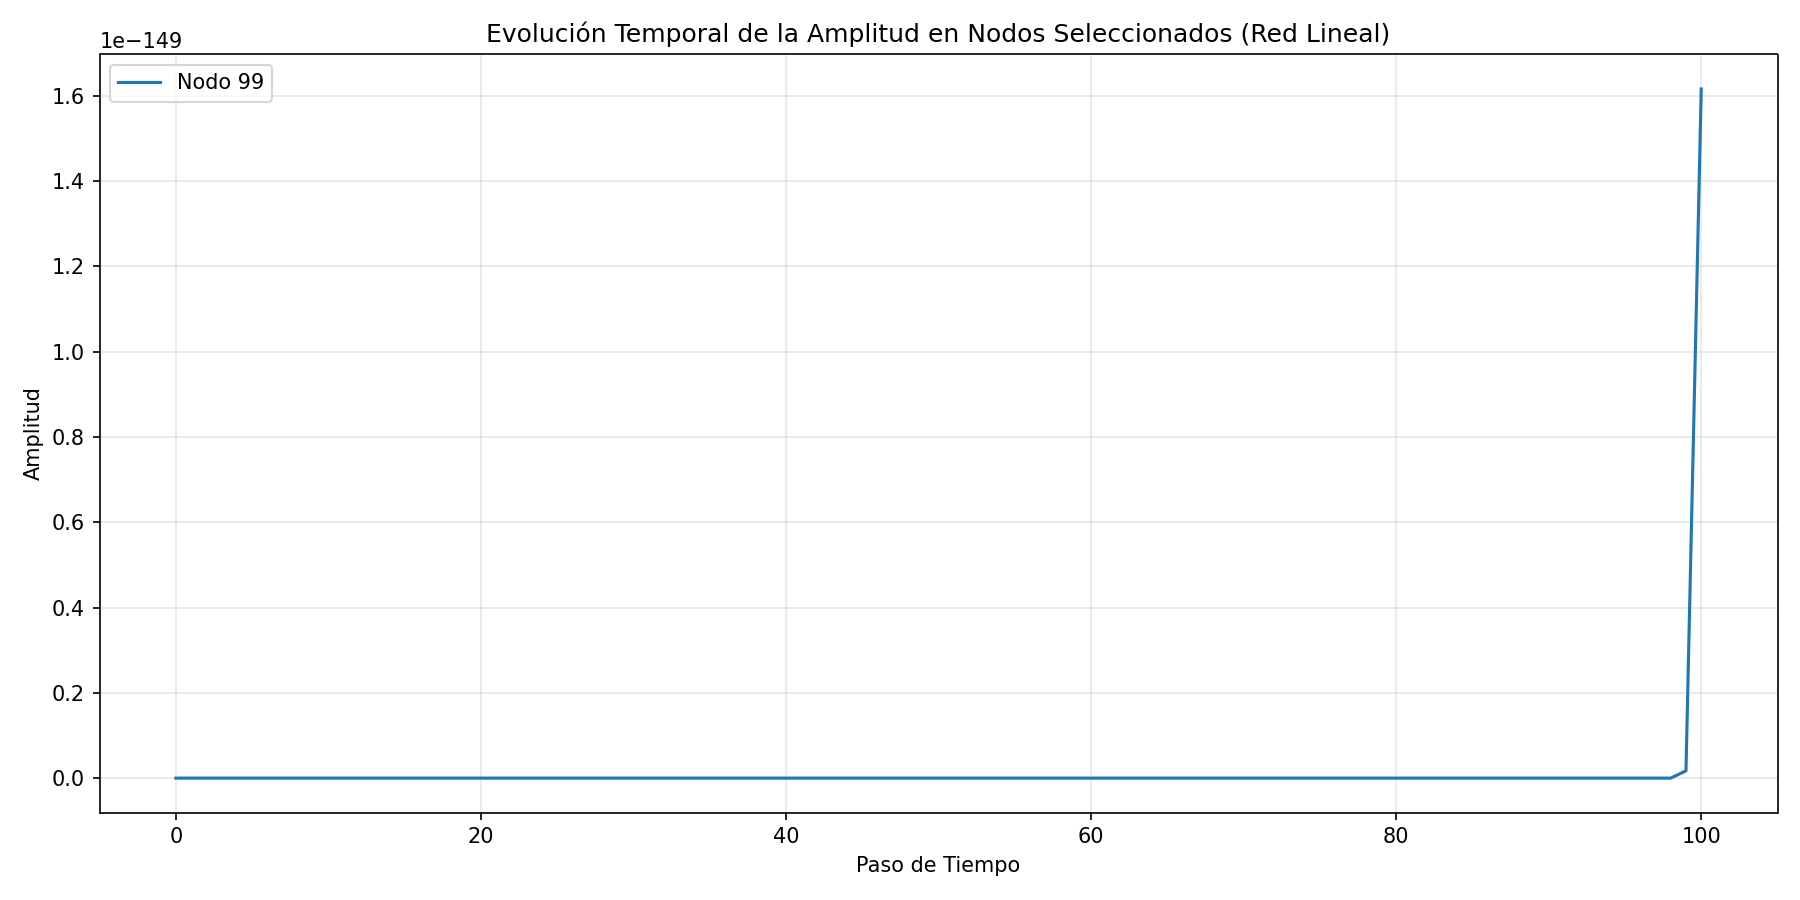 Evolución Temporal de la Amplitud en Nodos Seleccionados (Red Lineal)
1e−149
Nodo 99
1.6
1.4
1.2
1.0
0.8
0.6
0.4
0.2
0.0
Amplitud
0 20 40 60 80 100
Paso de Tiempo